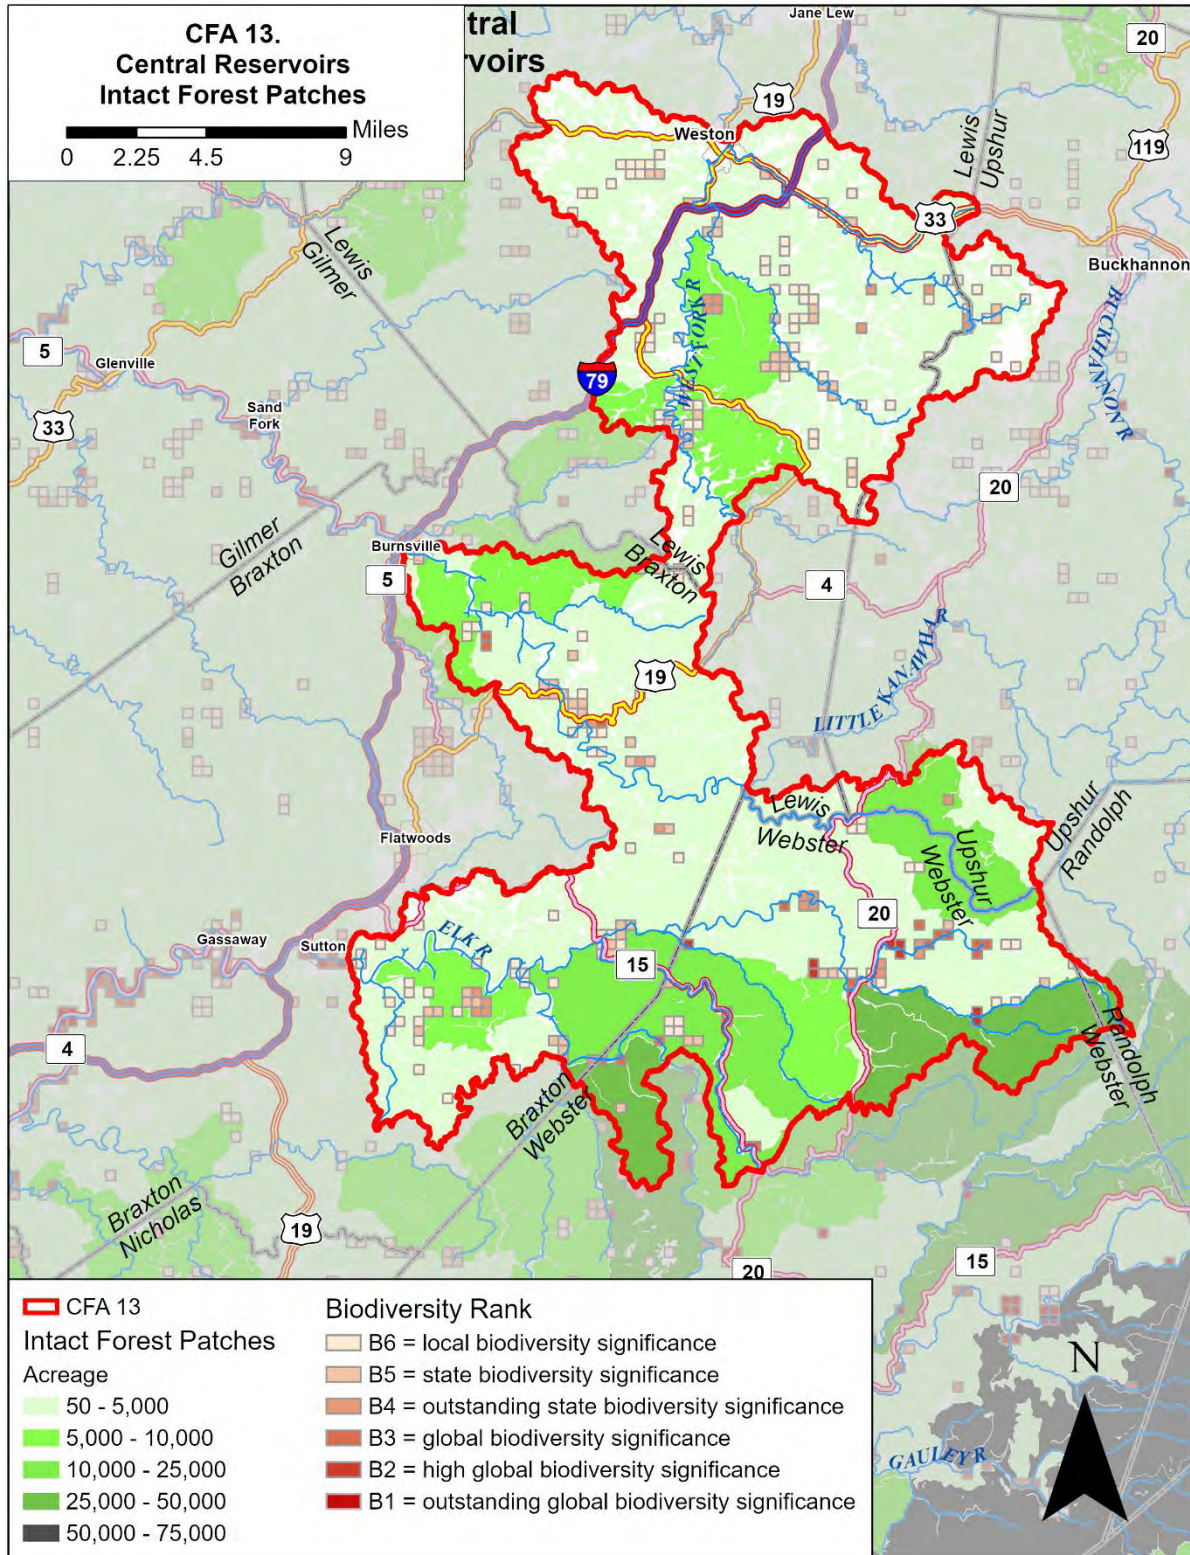 CFA 13.
Central Reservoirs
Intact Forest Patches
Miles
0 2.25 4.5 9
tral
rvoirs
Jane Lew
20
19
Weston
Lewis
Upshur
119
33
Buckhannon
BUCKHANNON R
Lewis
Gilmer
WEST FORK R
5
Glenville
79
33
Sand
Fork
20
Gilmer
Braxton
Burnsville
Lewis
Braxton
5
4
19
LITTLE KANAWHA R
Lewis
Webster
Upshur
Randolph
Flatwoods
Upshur
Webster
20
Gassaway
Sutton
ELK R
15
4
Randolph
Webster
Braxton
Webster
Braxton
Nicholas
19
20
15
CFA 13
Intact Forest Patches
Acreage
50 - 5,000
5,000 - 10,000
10,000 - 25,000
25,000 - 50,000
50,000 - 75,000
Biodiversity Rank
B6 = local biodiversity significance
B5 = state biodiversity significance
B4 = outstanding state biodiversity significance
B3 = global biodiversity significance
B2 = high global biodiversity significance
B1 = outstanding global biodiversity significance
N
GAULEY R